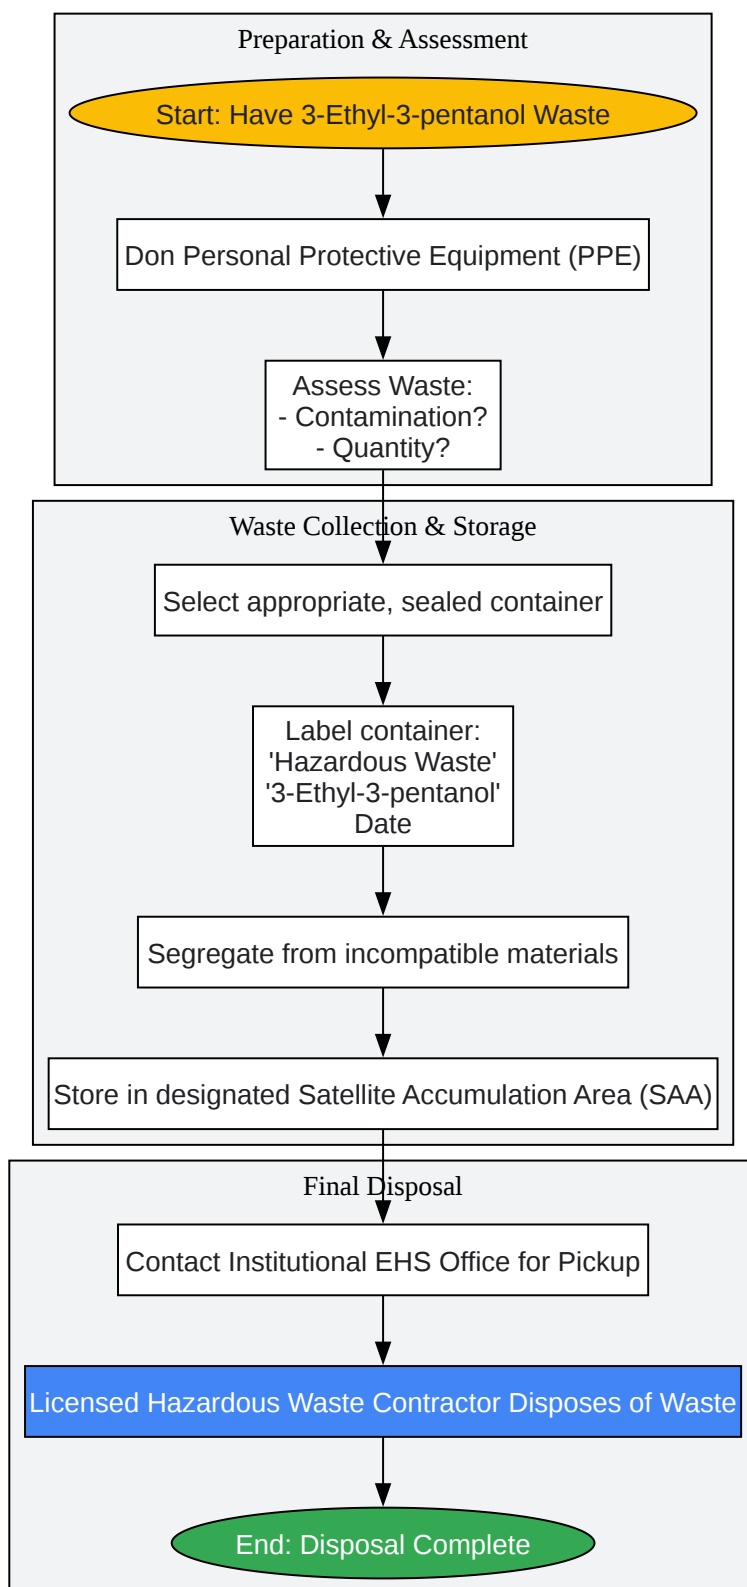 Preparation & Assessment
Start: Have 3-Ethyl-3-pentanol Waste
Don Personal Protective Equipment (PPE)
Assess Waste:
- Contamination?
- Quantity?
Waste Collection & Storage
Select appropriate, sealed container
Label container:
'Hazardous Waste'
'3-Ethyl-3-pentanol'
Date
Segregate from incompatible materials
Store in designated Satellite Accumulation Area (SAA)
Final Disposal
Contact Institutional EHS Office for Pickup
Licensed Hazardous Waste Contractor Disposes of Waste
End: Disposal Complete